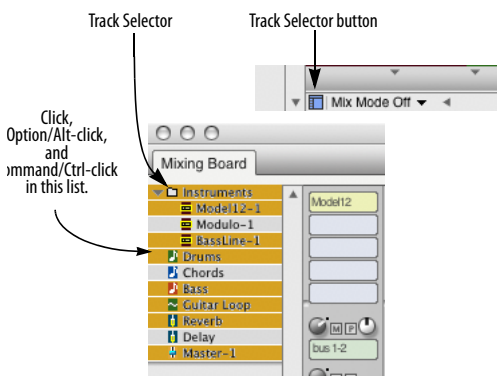 Track Selector
Track Selector button
Mix Mode Off
Click,
Option/Alt-click,
and
ommand/Ctrl-click
in this list.
Mixing Board
Instruments
Model12-1
Modulo-1
BassLine-1
Drums
Chords
Bass
Guitar Loop
Reverb
Delay
Master-1
Model12
M P
bus 1-2